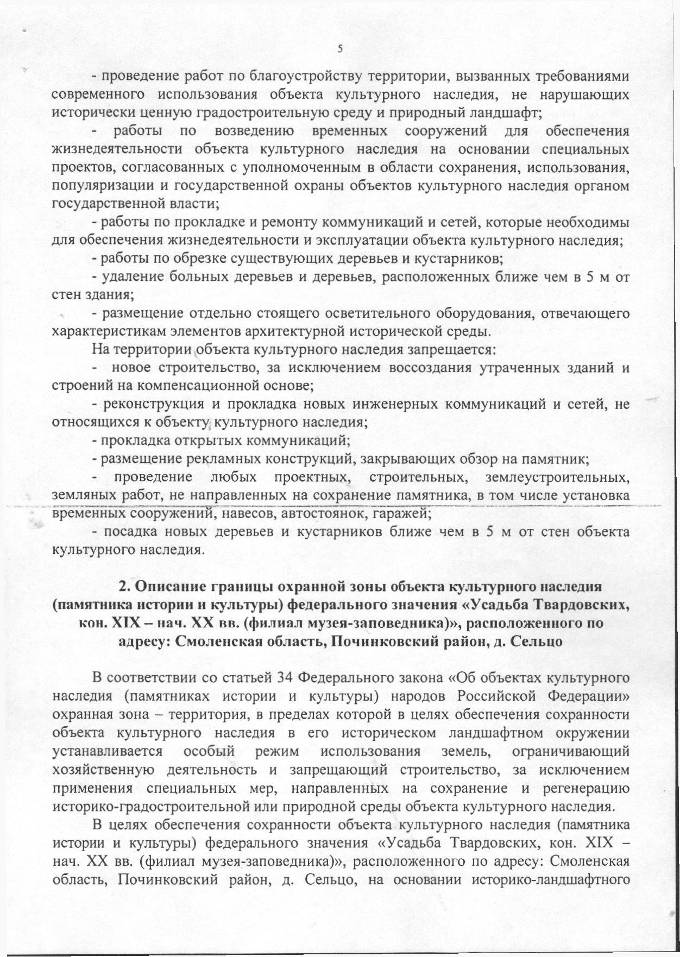 5
- проведение работ по благоустройству территории, вызванных требованиями
современного использования объекта культурного наследия, не нарушающих
исторически ценную градостроительную среду и природный ландшафт;
- работы по возведению временных сооружений для обеспечения
жизнедеятельности объекта культурного наследия на основании специальных
проектов, согласованных с уполномоченным в области сохранения, использования,
популяризации и государственной охраны объектов культурного наследия органом
государственной власти;
- работы по прокладке и ремонту коммуникаций и сетей, которые необходимы
для обеспечения жизнедеятельности и эксплуатации объекта культурного наследия;
- работы по обрезке существующих деревьев и кустарников;
- удаление больных деревьев и деревьев, расположенных ближе чем в 5 м от
стен здания;
- размещение отдельно стоящего осветительного оборудования, отвечающего
характеристикам элементов архитектурной исторической среды.
На территории объекта культурного наследия запрещается:
- новое строительство, за исключением воссоздания утраченных зданий и
строений на компенсационной основе;
- реконструкция и прокладка новых инженерных коммуникаций и сетей, не
относящихся к объекту культурного наследия;
- прокладка открытых коммуникаций;
- размещение рекламных конструкций, закрывающих обзор на памятник;
- проведение любых проектных, строительных, землеустроительных,
земляных работ, не направленных на сохранение памятника, в том числе установка
временных сооружений, навесов, автостоянок, гаражей;
- посадка новых деревьев и кустарников ближе чем в 5 м от стен объекта
культурного наследия.
2. Описание границы охранной зоны объекта культурного наследия
(памятника истории и культуры) федерального значения «Усадьба Твардовских,
кон. XIX – нач. XX вв. (филиал музея-заповедника)», расположенного по
адресу: Смоленская область, Починковский район, д. Сельцо
В соответствии со статьей 34 Федерального закона «Об объектах культурного
наследия (памятниках истории и культуры) народов Российской Федерации»
охранная зона – территория, в пределах которой в целях обеспечения сохранности
объекта культурного наследия в его историческом ландшафтном окружении
устанавливается особый режим использования земель, ограничивающий
хозяйственную деятельность и запрещающий строительство, за исключением
применения специальных мер, направленных на сохранение и регенерацию
историко-градостроительной или природной среды объекта культурного наследия.
В целях обеспечения сохранности объекта культурного наследия (памятника
истории и культуры) федерального значения «Усадьба Твардовских, кон. XIX –
нач. XX вв. (филиал музея-заповедника)», расположенного по адресу: Смоленская
область, Починковский район, д. Сельцо, на основании историко-ландшафтного